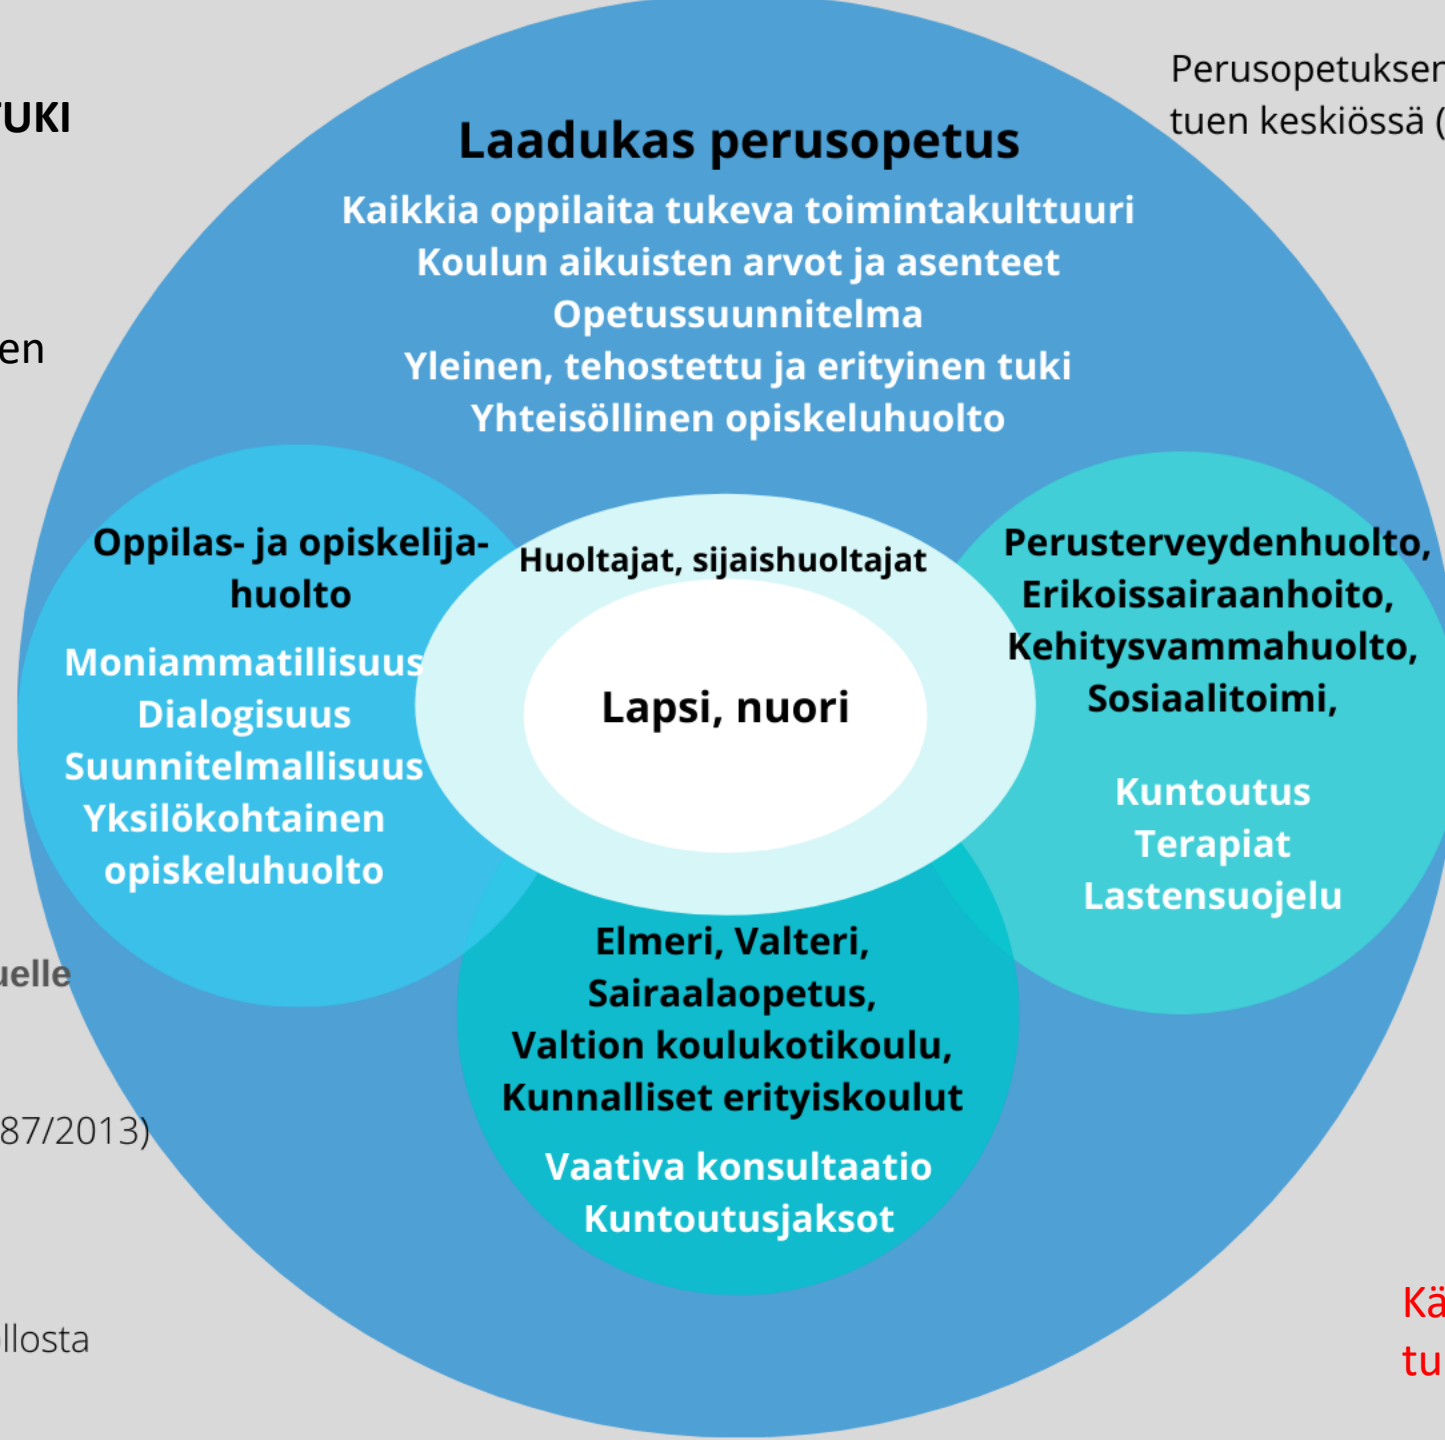 TUKI
Perusopetuksen
tuen keskiössä (
Laadukas perusopetus
Kaikkia oppilaita tukeva toimintakulttuuri
Koulun aikuisten arvot ja asenteet
Opetussuunnitelma
Yleinen, tehostettu ja erityinen tuki
Yhteisöllinen opiskeluhuolto
en
Oppilas- ja opiskelija-
huolto
Moniammatillisuus
Dialogisuus
Suunnitelmallisuus
Yksilökohtainen
opiskeluhuolto
Huoltajat, sijaishuoltajat
Lapsi, nuori
Perusterveydenhuolto,
Erikoissairaanhoito,
Kehitysvammahuolto,
Sosiaalitoimi,
Kuntoutus
Terapiat
Lastensuojelu
Elmeri, Valteri,
Sairaalaopetus,
Valtion koulukotikoulu,
Kunnalliset erityiskoulut
Vaativa konsultaatio
Kuntoutusjaksot
uelle
87/2013)
llosta
Kä
tu